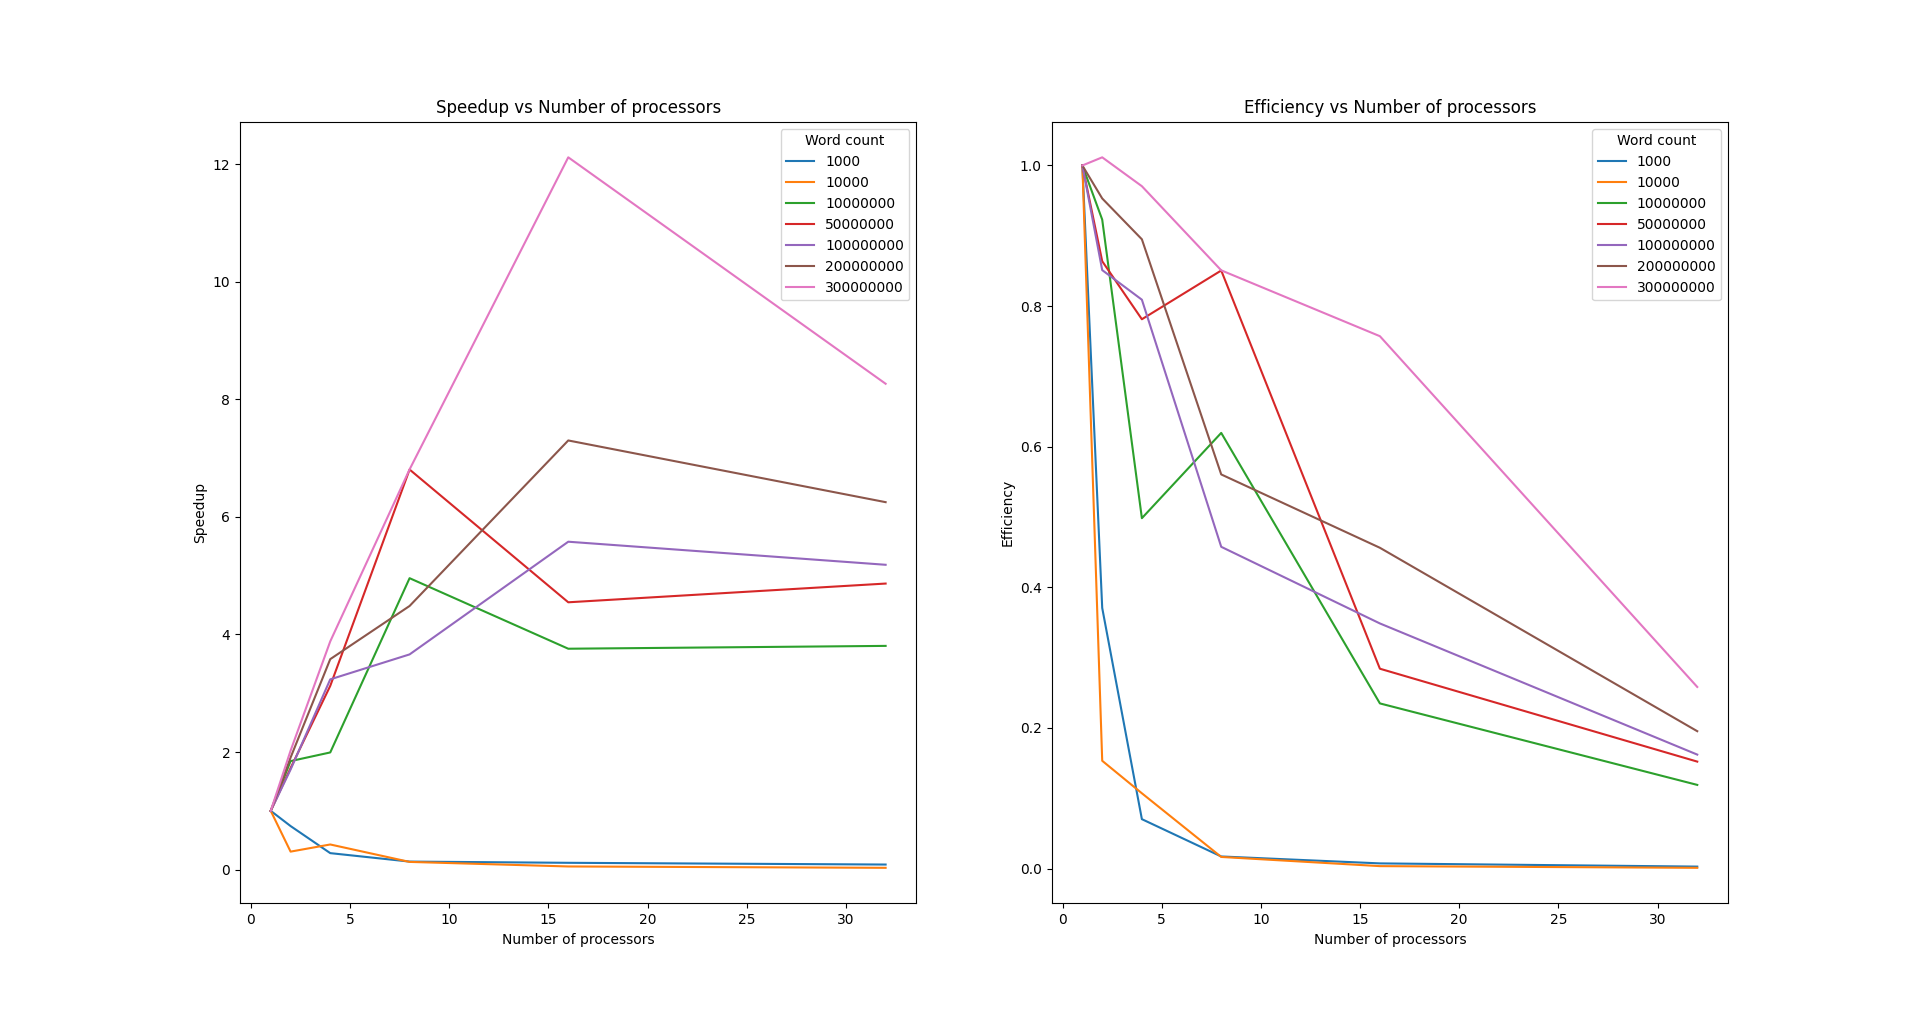 Speedup vs Number of processors
12
10
8
6
4
2
0
Speedup
0 5 10 15 20 25 30
Number of processors
Word count
1000
10000
10000000
50000000
100000000
200000000
300000000
Efficiency vs Number of processors
1.0
0.8
0.6
0.4
0.2
0.0
Efficiency
0 5 10 15 20 25 30
Number of processors
Word count
1000
10000
10000000
50000000
100000000
200000000
300000000